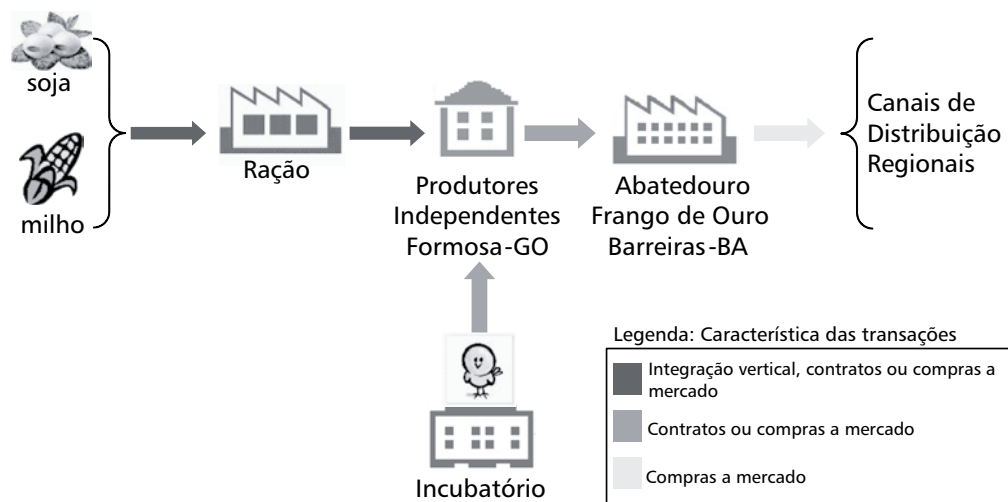 soja
milho
Ração
Produtores
Independentes
Formosa-GO
Abatedouro
Frango de Ouro
Barreiras-BA
Canais de
Distribuição
Regionais
Incubatório
Legenda: Característica das transações
Integração vertical, contratos ou compras a
mercado
Contratos ou compras a mercado
Compras a mercado